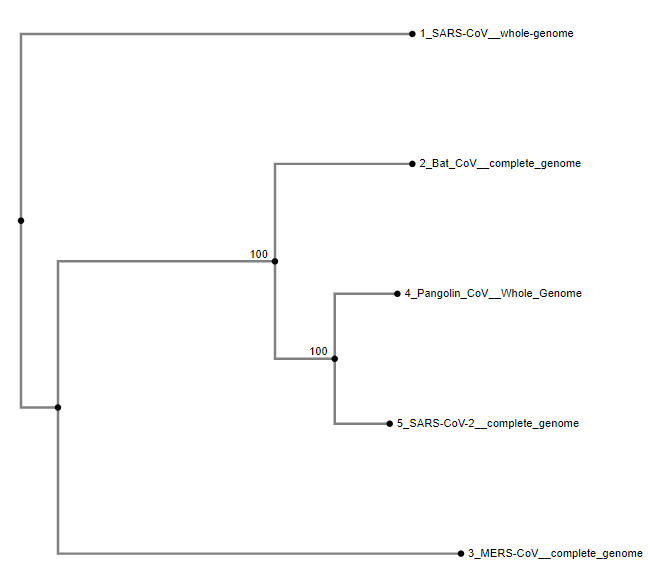 1_SARS-CoV__whole-genome
2_Bat_CoV__complete_genome
100
4_Pangolin_CoV__Whole_Genome
100
5_SARS-CoV-2__complete_genome
3_MERS-CoV__complete_genome